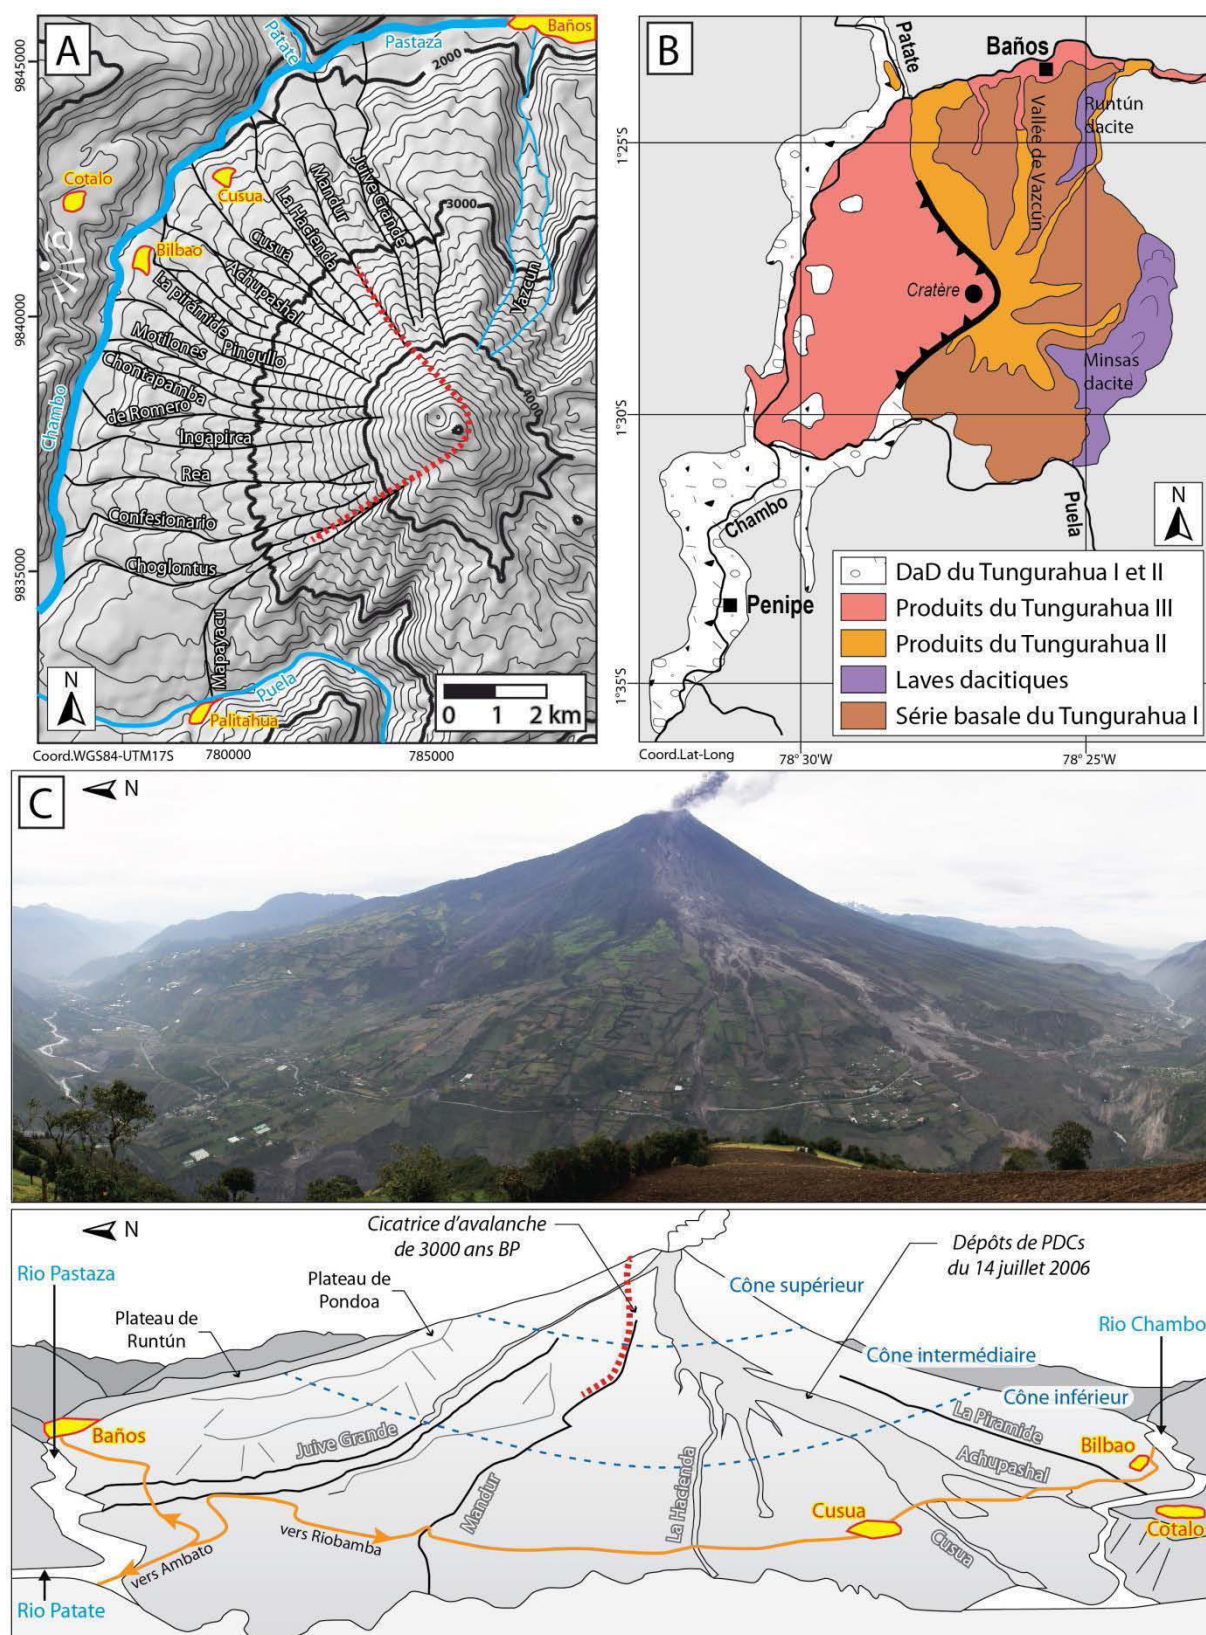 A
Patate
Pastaza
Baños
2000
9845000
Cotalo
Cusua
Bilbao
Juive Grande
Mandur
La Hacienda
3000
Cusua
Achupashal
La pirámide
Pingullo
Vazcún
9840000
Motilones
Chontapamba
de Romero
4000
Chambo
Ingapirca
Rea
Confesionario
9835000
Choglontus
Mapayacu
N
Puela
Palitahua
0 1 2 km
Coord.WGS84-UTM17S
780000
785000
B
Patate
Baños
Runtún
dacite
Vallée de Vazcún
1°25'S
Cratère
Minsas
dacite
1°30'S
Chambo
Puela
N
Penipe
1°35'S
DaD du Tungurahua I et II
Produits du Tungurahua III
Produits du Tungurahua II
Laves dacitiques
Série basale du Tungurahua I
Coord.Lat-Long
78°30'W
78°25'W
C
N
N
Cicatrice d'avalanche
de 3000 ans BP
Dépôts de PDCs
du 14 juillet 2006
Rio Pastaza
Plateau de
Pondoa
Plateau de
Runtún
Cône supérieur
Rio Chambo
Cône intermédiaire
Cône inférieur
Baños
Juive Grande
La Piramide
Achupashal
Bilbao
Mandur
La Hacienda
Cusua
Cusua
Cotalo
vers Riobamba
vers Ambato
Rio Patate